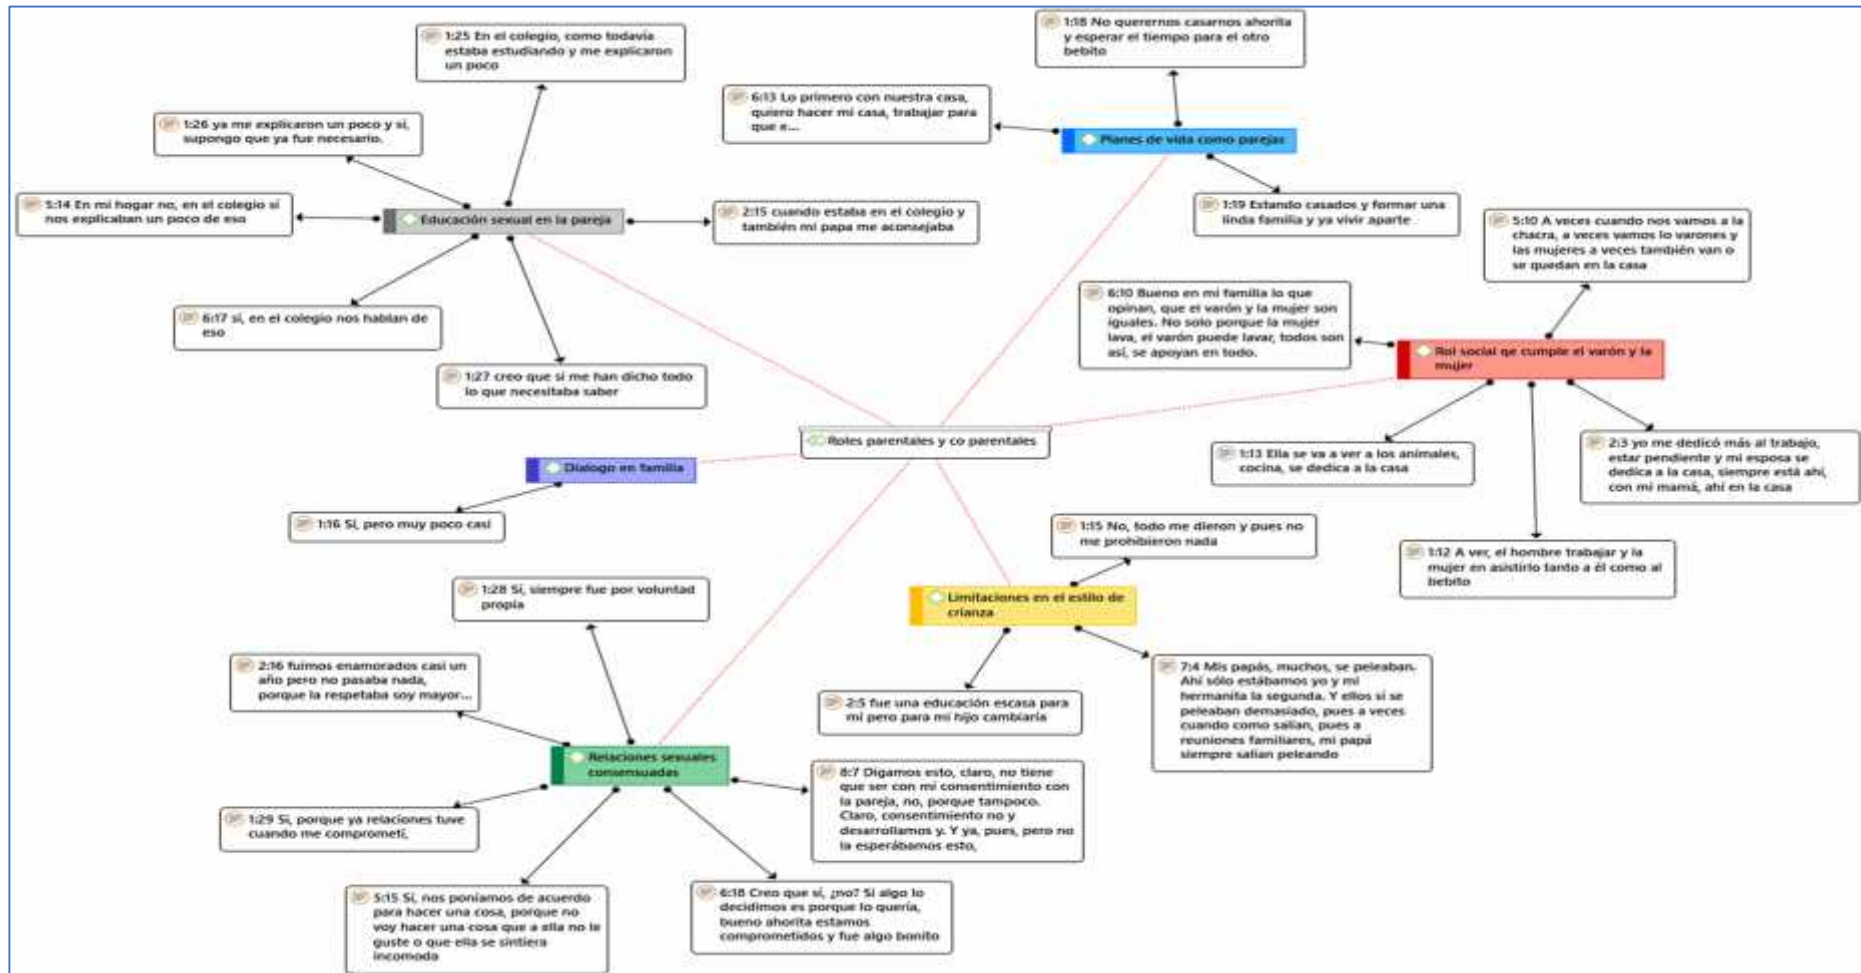 1:25 En el colegio, como todavía
estaba estudiando y me explicaron
un poco
1:18 No querernos casarnos ahorita
y esperar el tiempo para el otro
bebito
6:13 Lo primero con nuestra casa,
quiero hacer mi casa, trabajar para
que e...
1:26 ya me explicaron un poco y si,
supongo que ya fue necesario.
Planes de vida como parejas
5:14 En mi hogar no, en el colegio sí
nos explicaban un poco de eso
Educación sexual en la pareja
2:15 cuando estaba en el colegio y
también mi papa me aconsejaba
1:19 Estando casados y formar una
linda familia y ya vivir aparte
5:10 A veces cuando nos vamos a la
chacra, a veces vamos lo varones y
las mujeres a veces también van o
se quedan en la casa
6:17 sí, en el colegio nos hablan de
eso
6:10 Bueno en mi familia lo que
opinan, que el varón y la mujer son
iguales. No solo porque la mujer
lava, el varón puede lavar, todos son
así, se apoyan en todo.
Rol social qe cumple el varón y la
mujer
1:27 creo que si me han dicho todo
lo que necesitaba saber
Roles parentales y co parentales
1:13 Ella se va a ver a los animales,
cocina, se dedica a la casa
2:3 yo me dedicó más al trabajo,
estar pendiente y mi esposa se
dedica a la casa, siempre está ahí,
con mi mamá, ahí en la casa
Dialogo en familia
1:16 Sí, pero muy poco casi
1:15 No, todo me dieron y pues no
me prohibieron nada
1:12 A ver, el hombre trabajar y la
mujer en asistirlo tanto a él como al
bebito
1:28 Sí, siempre fue por voluntad
propia
Limitaciones en el estilo de
crianza
2:16 fuimos enamorados casi un
año pero no pasaba nada,
porque la respetaba soy mayor...
2:5 fue una educación escasa para
mi pero para mi hijo cambiaría
7:4 Mis papás, muchos, se peleaban.
Ahí sólo estábamos yo y mi
hermanita la segunda. Y ellos si se
peleaban demasiado, pues a veces
cuando como salían, pues a
reuniones familiares, mi papá
siempre salían peleando
Relaciones sexuales
consensuadas
8:7 Digamos esto, claro, no tiene
que ser con mi consentimiento con
la pareja, no, porque tampoco.
Claro, consentimiento no y
desarrollamos y. Y ya, pues, pero no
la esperábamos esto,
1:29 Si, porque ya relaciones tuve
cuando me comprometí,
5:15 Sí, nos poníamos de acuerdo
para hacer una cosa, porque no
voy hacer una cosa que a ella no le
guste o que ella se sintiera
incomoda
6:18 Creo que sí, ¿no? Si algo lo
decidimos es porque lo quería,
bueno ahorita estamos
comprometidos y fue algo bonito